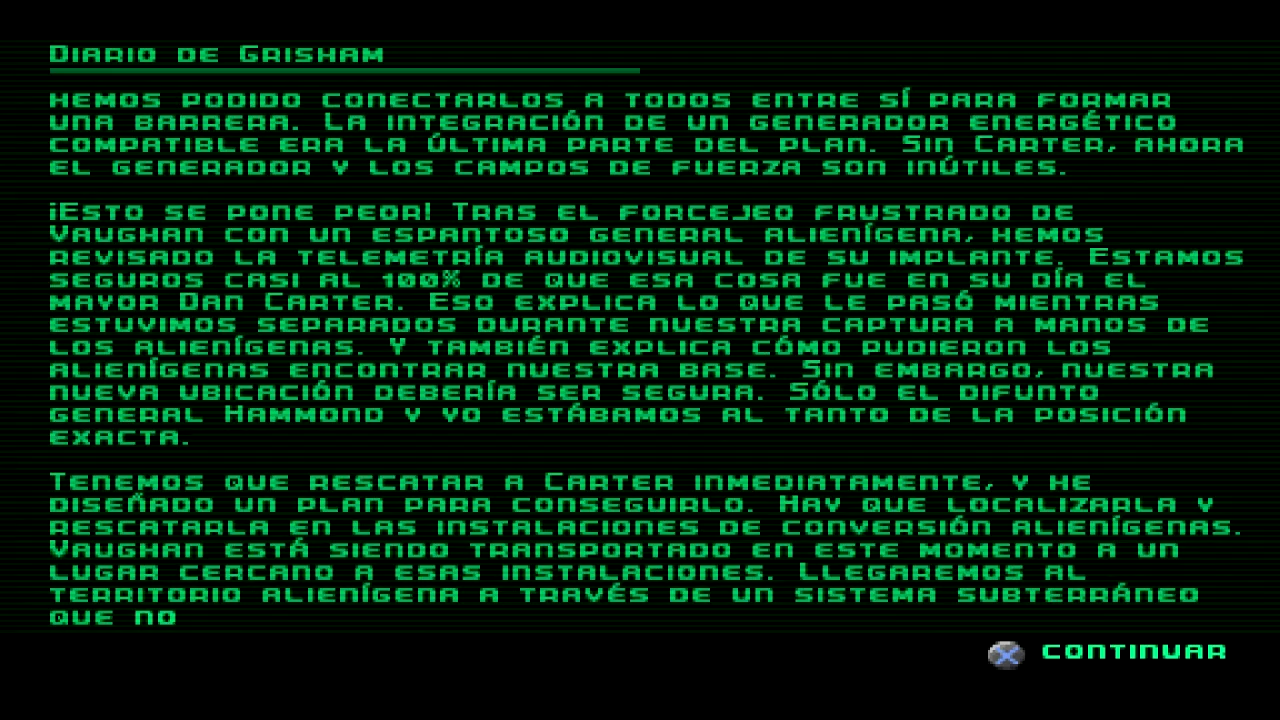 Diario de Grisham
hemos podido conectarlos a todos entre sí para formar
una barrera. La integración de un generador energético
compatible era la última parte del plan. Sin Carter, ahora
el generador y los campos de fuerza son inútiles.
¡Esto se pone peor! Tras el forcejeo frustrado de
Vaughan con un espantoso general alienígena, hemos
revisado la telemetría audiovisual de su implante. Estamos
seguros casi al 100% de que esa cosa fue en su día el
mayor Dan Carter. Eso explica lo que le pasó mientras
estuvimos separados durante nuestra captura a manos de
los alienígenas. Y también explica cómo pudieron los
alienígenas encontrar nuestra base. Sin embargo, nuestra
nueva ubicación debería ser segura. Sólo el difunto
general Hammond y yo estábamos al tanto de la posición
exacta.
Tenemos que rescatar a Carter inmediatamente, y he
diseñado un plan para conseguirlo. Hay que localizarla y
rescatarla en las instalaciones de conversión alienígenas.
Vaughan está siendo transportado en este momento a un
lugar cercano a esas instalaciones. Llegaremos al
territorio alienígena a través de un sistema subterráneo
que no
continuar